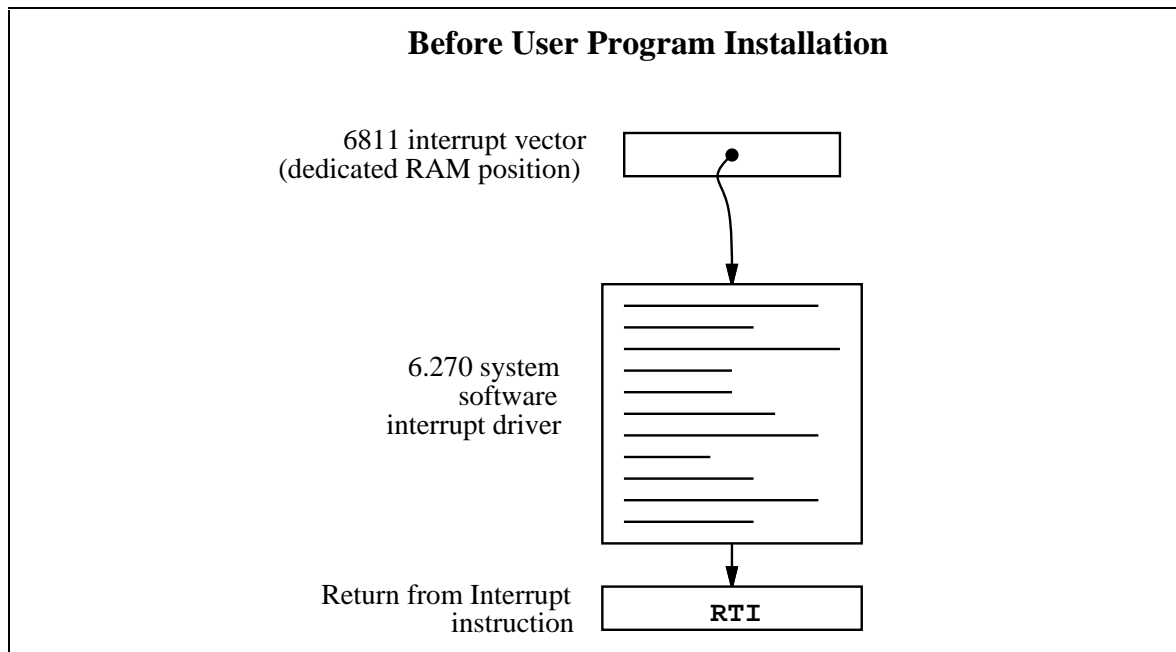 Before User Program Installation
6811 interrupt vector
(dedicated RAM position)
6.270 system
software
interrupt driver
Return from Interrupt
instruction
RTI